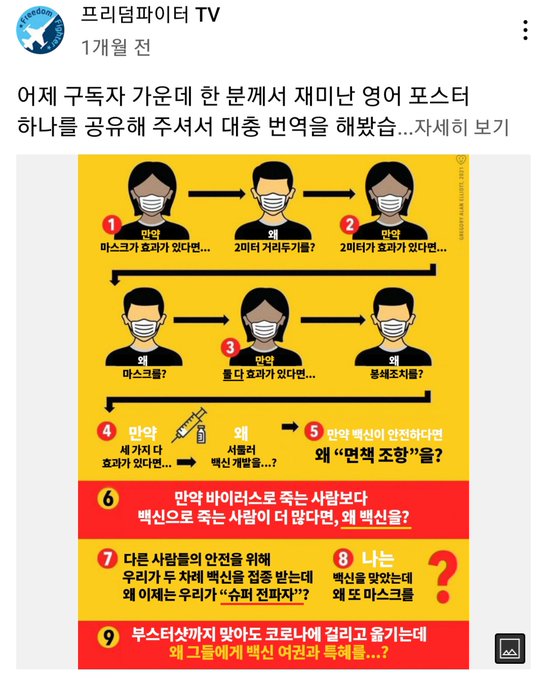 Freedom Fighter
프리덤파이터 TV
1개월 전
어제 구독자 가운데 한 분께서 재미난 영어 포스터
하나를 공유해 주셔서 대충 번역을 해봤습...자세히 보기
GREGORY ALAN ELLIOTT, 2021
1 만약
마스크가 효과가 있다면...
왜
2미터 거리두기를?
2 만약
2미터가 효과가 있다면...
왜
마스크를?
3 만약
둘 다 효과가 있다면...
왜
봉쇄조치를?
4 만약
세 가지 다
효과가 있다면...
왜
서둘러
백신 개발을...?
5 만약 백신이 안전하다면
왜 “면책 조항”을?
6 만약 바이러스로 죽는 사람보다
백신으로 죽는 사람이 더 많다면, 왜 백신을?
7 다른 사람들의 안전을 위해
우리가 두 차례 백신을 접종 받는데
왜 이제는 우리가 “슈퍼 전파자”?
8 나는
백신을 맞았는데
왜 또 마스크를
?
9 부스터샷까지 맞아도 코로나에 걸리고 옮기는데
왜 그들에게 백신 여권과 특혜를...?